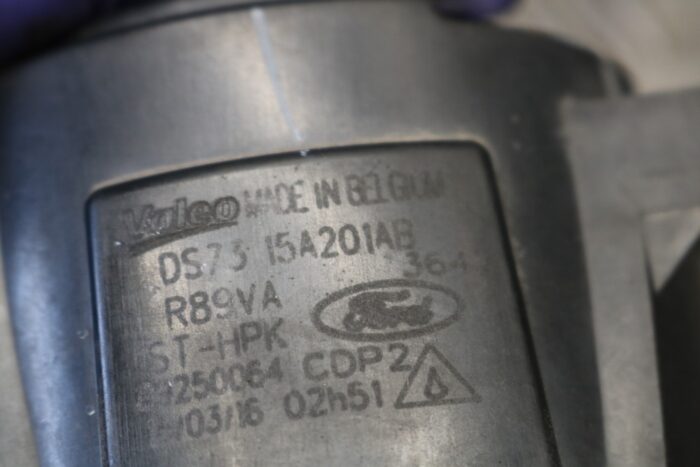 Valeo MADE IN BELGIUM
DS73 15A201AB
364
R89VA
ST-HPK
250064 CDP2
/03/16 02h51